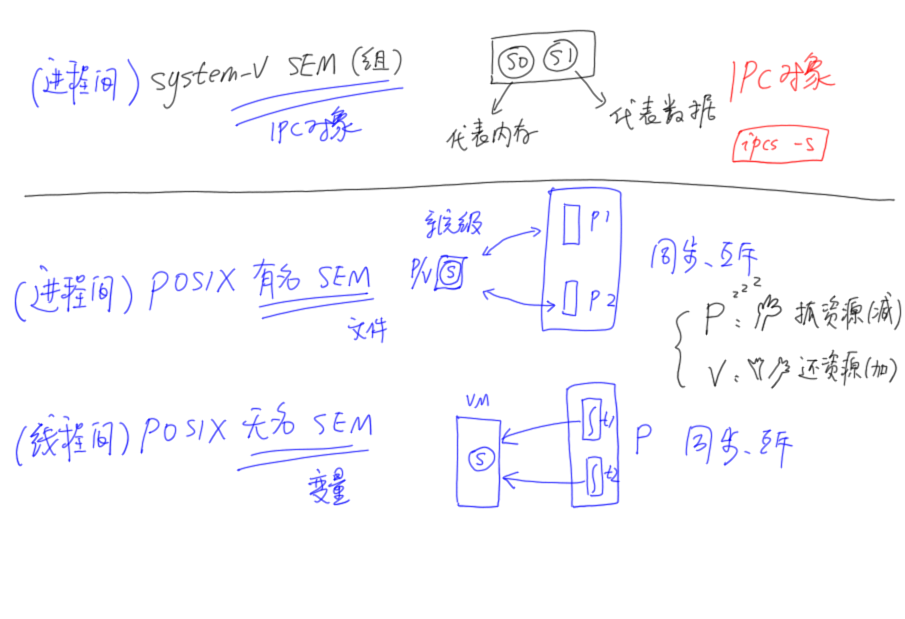 (进程间) system-V SEM (组)
IPC对象
S0 S1
代表内存
代表数据
IPC对象
ipcs -s
(进程间) POSIX 有名 SEM
文件
系统级
P/V S
P1
P2
同步、互斥
zzz
P: 抓资源(减)
V: 还资源(加)
(线程间) POSIX 无名 SEM
变量
VM
S
t1
t2
P
同步、互斥